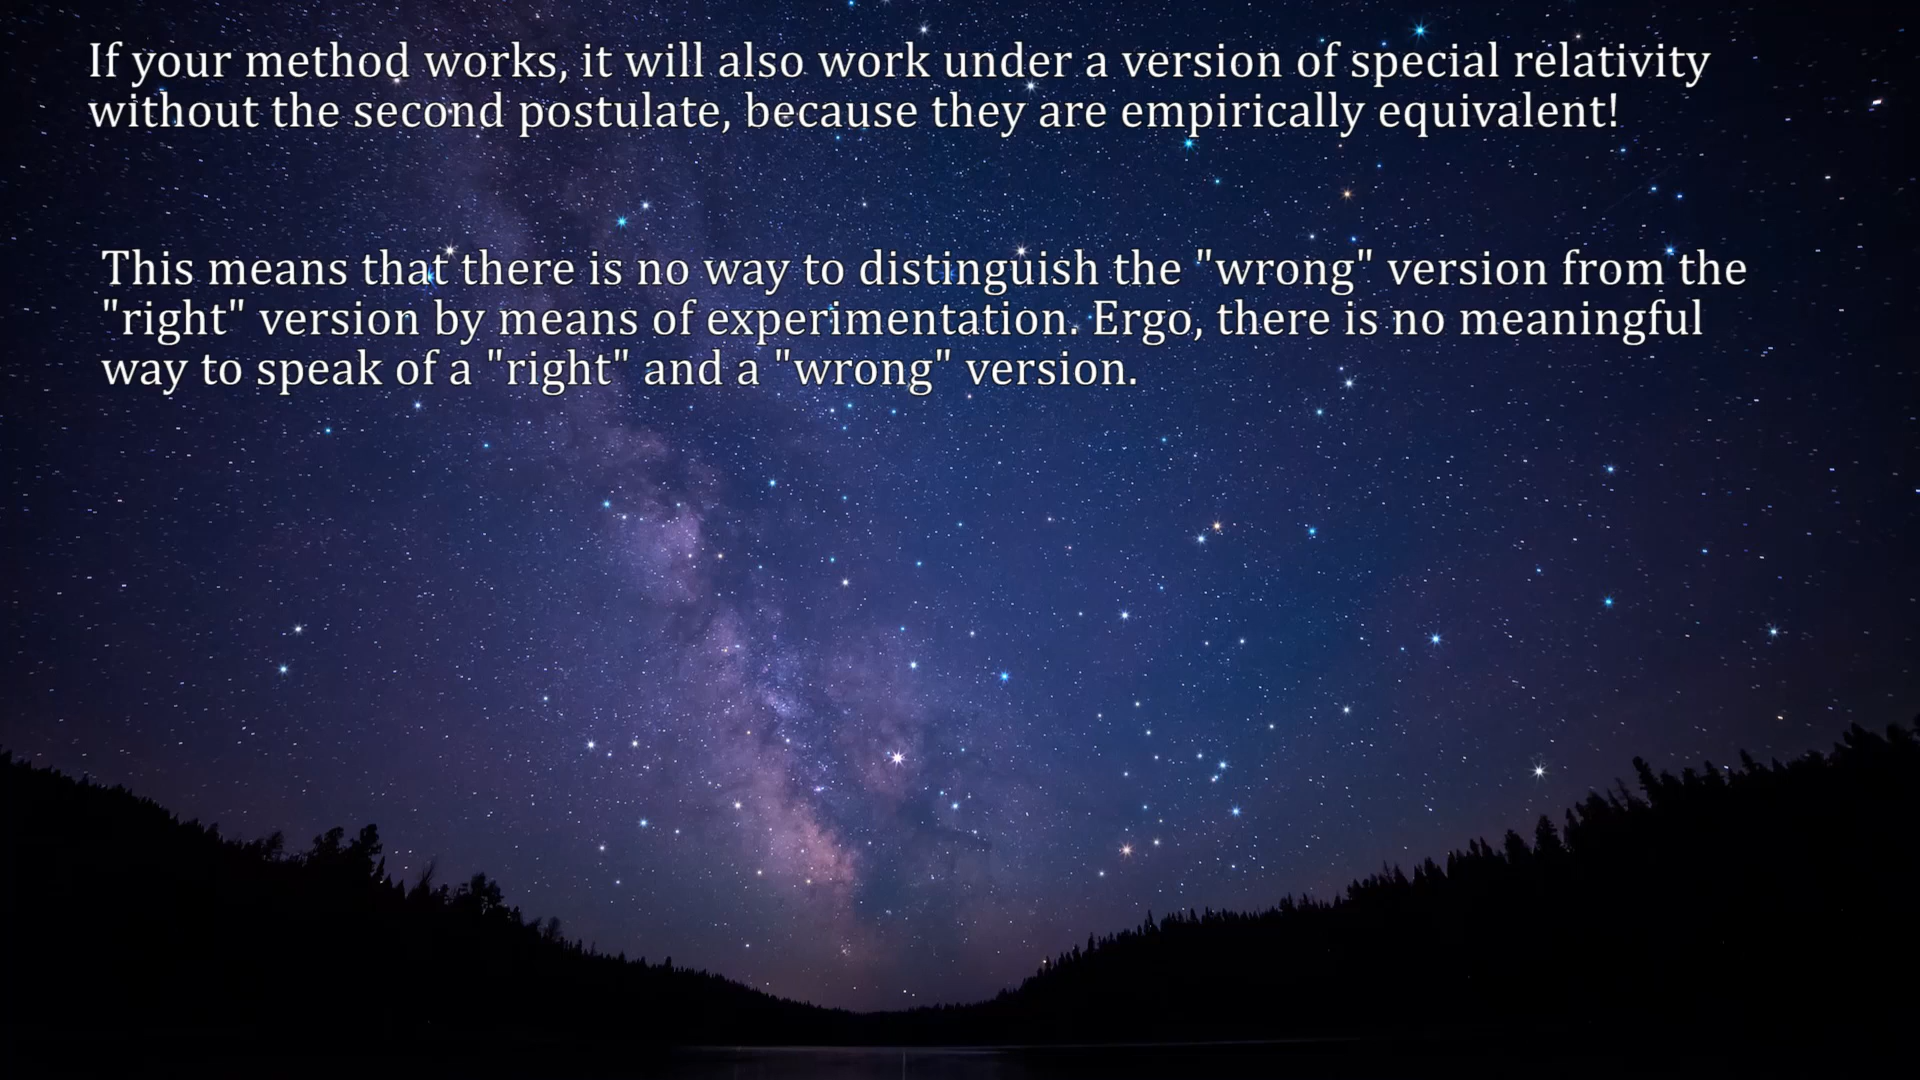 If your method works, it will also work under a version of special relativity
without the second postulate, because they are empirically equivalent!
This means that there is no way to distinguish the "wrong" version from the
"right" version by means of experimentation. Ergo, there is no meaningful
way to speak of a "right" and a "wrong" version.